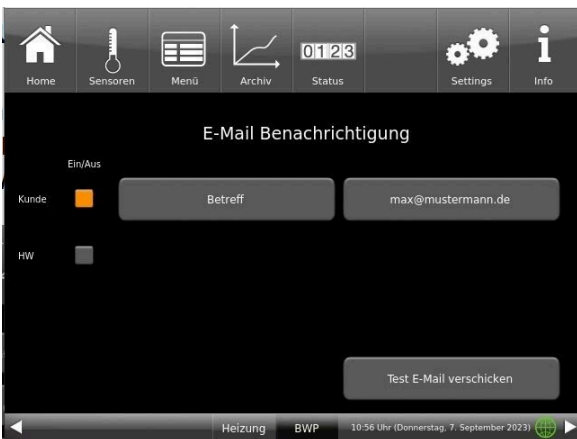 0123
Home Sensoren Menü Archiv Status Settings Info
E-Mail Benachrichtigung
Ein/Aus
Kunde Betreff max@mustermann.de
HW
Test E-Mail verschicken
Heizung BWP 10:56 Uhr (Donnerstag, 7. September 2023)